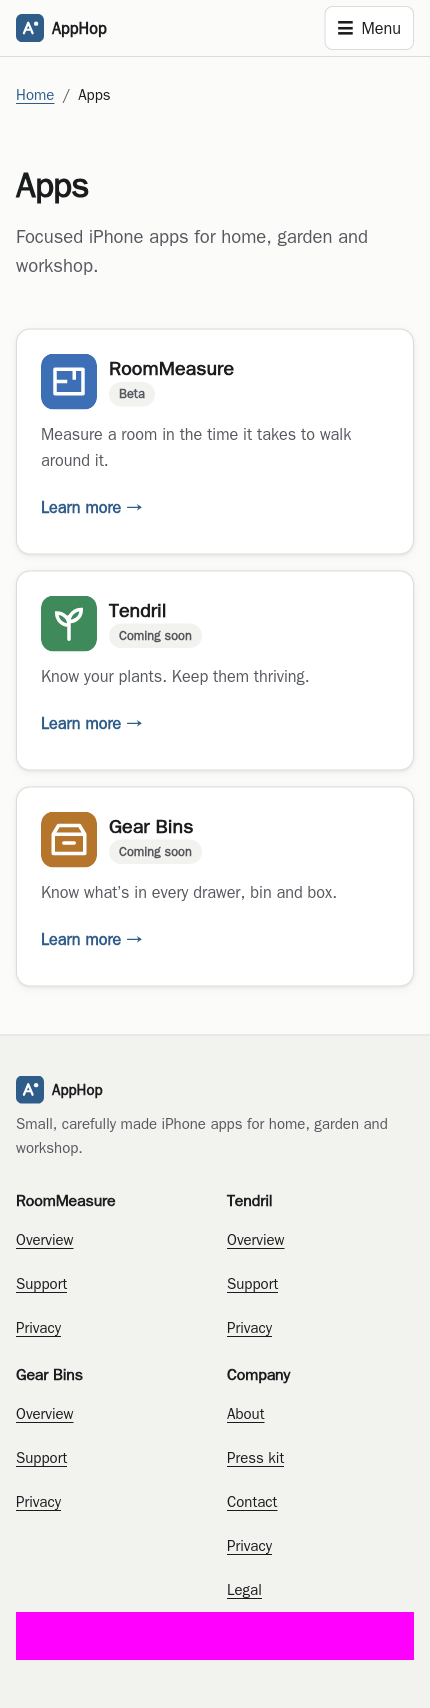 AppHop
☰ Menu
Home / Apps
Apps
Focused iPhone apps for home, garden and
workshop.
RoomMeasure
Beta
Measure a room in the time it takes to walk
around it.
Learn more →
Tendril
Coming soon
Know your plants. Keep them thriving.
Learn more →
Gear Bins
Coming soon
Know what's in every drawer, bin and box.
Learn more →
AppHop
Small, carefully made iPhone apps for home, garden and
workshop.
RoomMeasure
Overview
Support
Privacy
Tendril
Overview
Support
Privacy
Gear Bins
Overview
Support
Privacy
Company
About
Press kit
Contact
Privacy
Legal